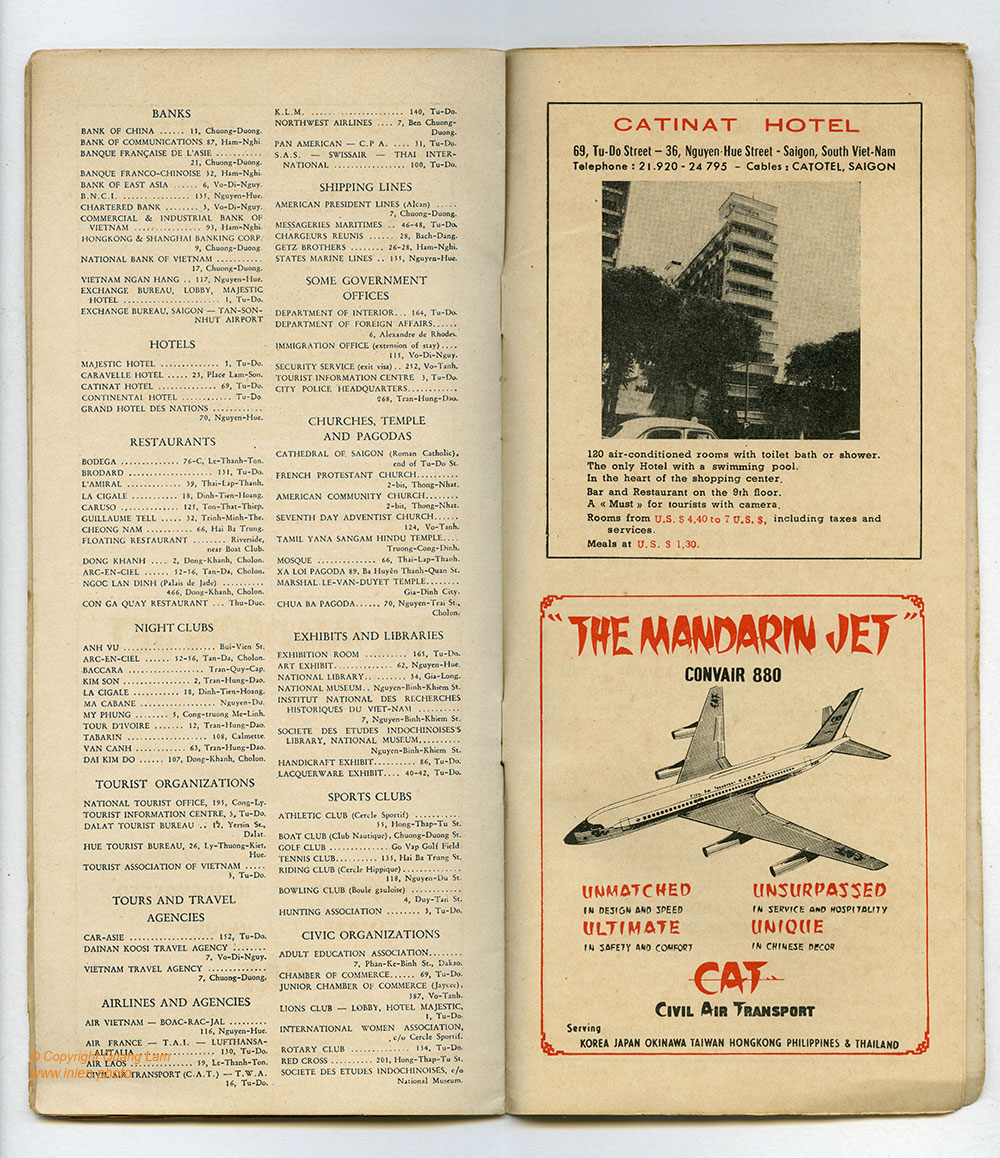 BANKS
BANK OF CHINA ...... 11, Chuong-Duong.
BANK OF COMMUNICATIONS 87, Ham-Nghi.
BANQUE FRANÇAISE DE L'ASIE ...........
21, Chuong-Duong.
BANQUE FRANCO-CHINOISE 32, Ham-Nghi.
BANK OF EAST ASIA ...... 6, Vo-Di-Nguy.
B.N.C.I. .................. 135, Nguyen-Hue.
CHARTERED BANK ........ 3, Vo-Di-Nguy.
COMMERCIAL & INDUSTRIAL BANK OF
VIETNAM ................ 93, Ham-Nghi.
HONGKONG & SHANGHAI BANKING CORP.
9, Chuong-Duong.
NATIONAL BANK OF VIETNAM ...........
17, Chuong-Duong.
VIETNAM NGAN HANG .. 117, Nguyen-Hue.
EXCHANGE BUREAU, LOBBY, MAJESTIC
HOTEL ...................... 1, Tu-Do.
EXCHANGE BUREAU, SAIGON — TAN-SON-
NHUT AIRPORT
HOTELS
MAJESTIC HOTEL ............. 1, Tu-Do.
CARAVELLE HOTEL ..... 23, Place Lam-Son.
CATINAT HOTEL .............. 69, Tu-Do.
CONTINENTAL HOTEL ............ Tu-Do.
GRAND HOTEL DES NATIONS ............
70, Nguyen-Hue.
RESTAURANTS
BODEGA ............. 76-C, Le-Thanh-Ton.
BRODARD .................. 131, Tu-Do.
L'AMIRAL ............ 39, Thai-Lap-Thanh.
LA CIGALE ......... 18, Dinh-Tien-Hoang.
CARUSO .............. 125, Ton-That-Thiep.
GUILLAUME TELL ..... 32, Trinh-Minh-The.
CHEONG NAM ........... 66, Hai Ba Trung.
FLOATING RESTAURANT ........ Riverside,
near Boat Club.
DONG KHANH .... 2, Dong-Khanh, Cholon.
ARC-EN-CIEL ...... 52-56, Tan-Da, Cholon.
NGOC LAN DINH (Palais de Jade) ..........
466, Dong-Khanh, Cholon.
CON GA QUAY RESTAURANT ... Thu-Duc.
NIGHT CLUBS
ANH VU ...................... Bui-Vien St.
ARC-EN-CIEL ...... 52-56, Tan-Da, Cholon.
BACCARA ................... Tran-Quy-Cap.
KIM SON .............. 2, Tran-Hung-Dao.
LA CIGALE .......... 18, Dinh-Tien-Hoang.
MA CABANE .................. Nguyen-Du.
MY PHUNG ........ 5, Cong-truong Me-Linh.
TOUR D'IVOIRE ....... 12, Tran-Hung-Dao.
TABARIN ................... 108, Calmette.
VAN CANH ............ 63, Tran-Hung-Dao.
DAI KIM DO ..... 107, Dong-Khanh, Cholon.
TOURIST ORGANIZATIONS
NATIONAL TOURIST OFFICE, 195, Cong-Ly.
TOURIST INFORMATION CENTRE, 3, Tu-Do.
DALAT TOURIST BUREAU .. 12, Yersin St.,
Dalat.
HUE TOURIST BUREAU, 26, Ly-Thuong-Kiet,
Hue.
TOURIST ASSOCIATION OF VIETNAM .....
3, Tu-Do.
TOURS AND TRAVEL
AGENCIES
CAR-ASIE .................... 152, Tu-Do.
DAINAN KOOSI TRAVEL AGENCY ........
7, Vo-Di-Nguy.
VIETNAM TRAVEL AGENCY ..............
7, Chuong-Duong.
AIRLINES AND AGENCIES
AIR VIETNAM — BOAC-RAC-JAL .........
116, Nguyen-Hue.
AIR FRANCE — T.A.I. — LUFTHANSA-
ALITALIA .................. 130, Tu-Do.
AIR LAOS ............ 59, Le-Thanh-Ton.
CIVIL AIR TRANSPORT (C.A.T.) — T.W.A.
16, Tu-Do.
K.L.M. ..................... 140, Tu-Do.
NORTHWEST AIRLINES .... 7, Ben Chuong-
Duong.
PAN AMERICAN — C.P.A. .... 31, Tu-Do.
S.A.S. — SWISSAIR — THAI INTER-
NATIONAL ............... 100, Tu-Do.
SHIPPING LINES
AMERICAN PRESIDENT LINES (Alcan) .....
7, Chuong-Duong.
MESSAGERIES MARITIMES .. 46-48, Tu-Do.
CHARGEURS REUNIS ...... 28, Bach-Dang.
GETZ BROTHERS ........ 26-28, Ham-Nghi.
STATES MARINE LINES .. 135, Nguyen-Hue.
SOME GOVERNMENT
OFFICES
DEPARTMENT OF INTERIOR... 164, Tu-Do.
DEPARTMENT OF FOREIGN AFFAIRS......
6, Alexandre de Rhodes.
IMMIGRATION OFFICE (extension of stay)....
115, Vo-Di-Nguy.
SECURITY SERVICE (exit visa).. 252, Vo-Tanh.
TOURIST INFORMATION CENTRE 3, Tu-Do.
CITY POLICE HEADQUARTERS............
268, Tran-Hung-Dao.
CHURCHES, TEMPLE
AND PAGODAS
CATHEDRAL OF SAIGON (Roman Catholic),
end of Tu-Do St.
FRENCH PROTESTANT CHURCH.........
2-bis, Thong-Nhat.
AMERICAN COMMUNITY CHURCH........
2-bis, Thong-Nhat.
SEVENTH DAY ADVENTIST CHURCH.....
124, Vo-Tanh.
TAMIL YANA SANGAM HINDU TEMPLE....
Truong-Cong-Dinh.
MOSQUE .............. 66, Thai-Lap-Thanh.
XA LOI PAGODA 89, Ba Huyện Thanh-Quan St.
MARSHAL-LE-VAN-DUYET TEMPLE........
Gia-Dinh City.
CHUA BA PAGODA...... 70, Nguyen-Trai St.,
Cholon.
EXHIBITS AND LIBRARIES
EXHIBITION ROOM .......... 165, Tu-Do.
ART EXHIBIT............. 62, Nguyen-Hue.
NATIONAL LIBRARY......... 34, Gia-Long.
NATIONAL MUSEUM.. Nguyen-Binh-Khiem St.
INSTITUT NATIONAL DES RECHERCHES
HISTORIQUES DU VIET-NAM ..........
7, Nguyen-Binh-Khiem St.
SOCIETE DES ETUDES INDOCHINOISES'S
LIBRARY, NATIONAL MUSEUM..........
Nguyen-Binh-Khiem St.
HANDICRAFT EXHIBIT.......... 86, Tu-Do.
LACQUERWARE EXHIBIT.... 40-42, Tu-Do.
SPORTS CLUBS
ATHLETIC CLUB (Cercle Sportif) ...........
55, Hong-Thap-Tu St.
BOAT CLUB (Club Nautique), Chuong-Duong St.
GOLF CLUB .............. Go Vap Golf Field.
TENNIS CLUB.......... 135, Hai Ba Trung St.
RIDING CLUB (Cercle Hippique)..............
118, Nguyen-Du St.
BOWLING CLUB (Boule gauloise) ............
4, Duy-Tan St.
HUNTING ASSOCIATION ........ 3, Tu-Do.
CIVIC ORGANIZATIONS
ADULT EDUCATION ASSOCIATION........
7, Phan-Ke-Binh St., Dakao.
CHAMBER OF COMMERCE...... 69, Tu-Do.
JUNIOR CHAMBER OF COMMERCE (Jaycee),
387, Vo-Tanh.
LIONS CLUB — LOBBY, HOTEL MAJESTIC,
1, Tu-Do.
INTERNATIONAL WOMEN ASSOCIATION,
c/o Cercle Sportif.
ROTARY CLUB ............... 134, Tu-Do.
RED CROSS ......... 201, Hong-Thap-Tu St.
SOCIETE DES ETUDES INDOCHINOISES, c/o
National Museum.
© Copyright Quang Lam
CATINAT HOTEL
69, Tu-Do Street – 36, Nguyen-Hue Street - Saigon, South Viet-Nam
Telephone : 21.920 - 24 795 – Cables : CATOTEL, SAIGON
120 air-conditioned rooms with toilet bath or shower.
The only Hotel with a swimming pool.
In the heart of the shopping center.
Bar and Restaurant on the 9th floor.
A « Must » for tourists with camera.
Rooms from U.S. $ 4,40 to 7 U.S. $, including taxes and
services.
Meals at U.S. $ 1,30.
"THE MANDARIN JET"
CONVAIR 880
CAT
Civil Air Transport
CAT
UNMATCHED
IN DESIGN AND SPEED
UNSURPASSED
IN SERVICE AND HOSPITALITY
ULTIMATE
IN SAFETY AND COMFORT
UNIQUE
IN CHINESE DECOR
CAT
CIVIL AIR TRANSPORT
Serving
KOREA JAPAN OKINAWA TAIWAN HONGKONG PHILIPPINES & THAILAND